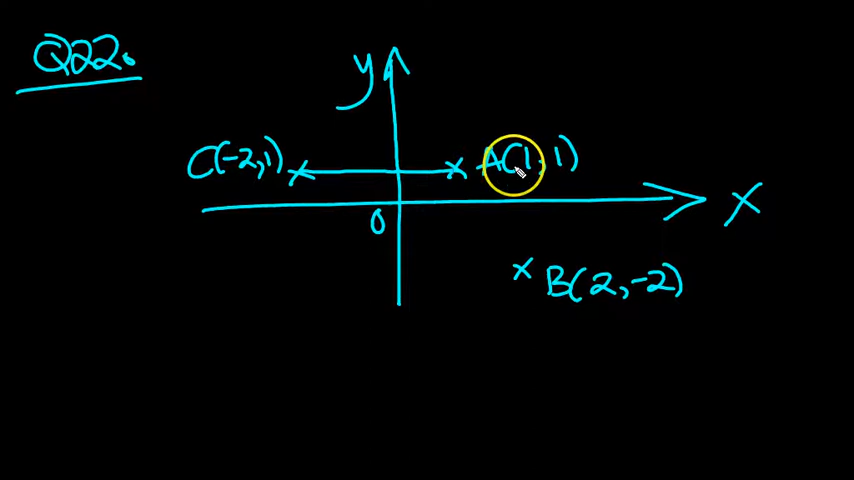 Q22.
y
C(-2,1) A(1,1)
0
X
B(2,-2)